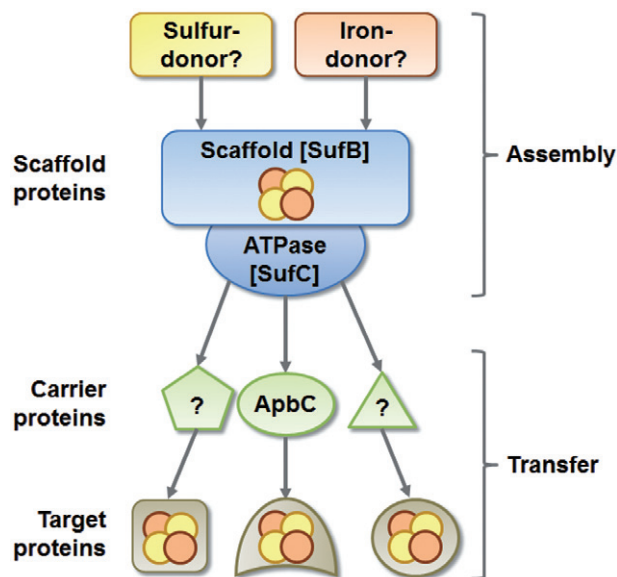 Sulfur-
donor?
Iron-
donor?
Scaffold
proteins
Scaffold [SufB]
Assembly
ATPase
[SufC]
Carrier
proteins
?
ApbC
?
Transfer
Target
proteins